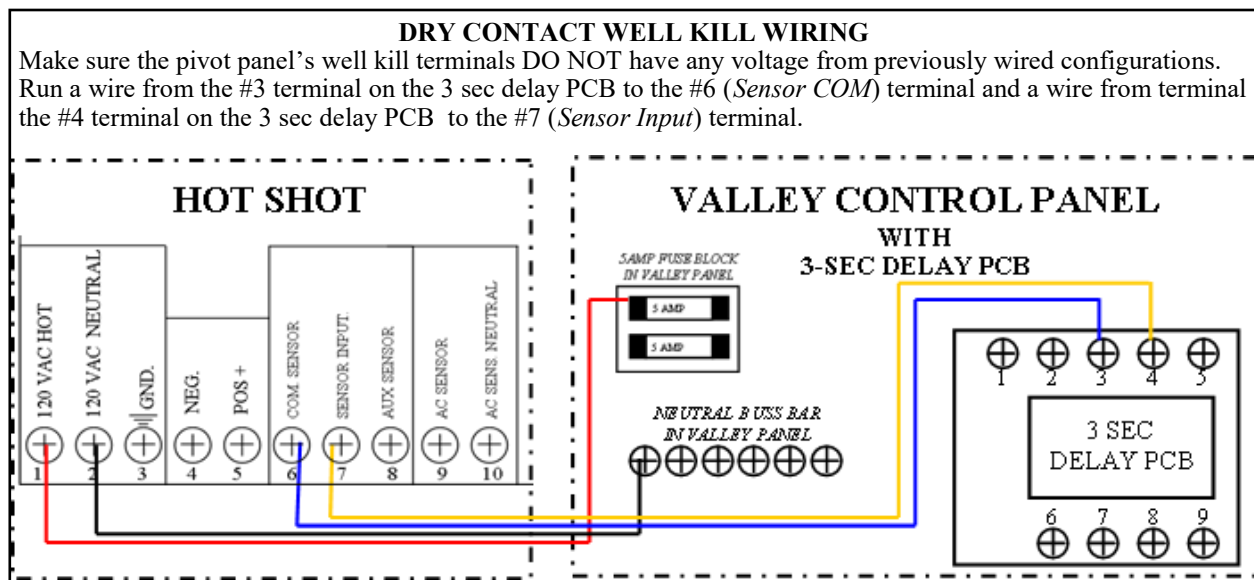 DRY CONTACT WELL KILL WIRING
Make sure the pivot panel’s well kill terminals DO NOT have any voltage from previously wired configurations.
Run a wire from the #3 terminal on the 3 sec delay PCB to the #6 (Sensor COM) terminal and a wire from terminal
the #4 terminal on the 3 sec delay PCB to the #7 (Sensor Input) terminal.
HOT SHOT
120 VAC HOT
120 VAC NEUTRAL
GND.
NEG.
POS +
COM. SENSOR
SENSOR INPUT.
AUX SENSOR
AC SENSOR
AC SENS. NEUTRAL
1 2 3 4 5 6 7 8 9 10
VALLEY CONTROL PANEL
WITH
3-SEC DELAY PCB
5AMP FUSE BLOCK
IN VALLEY PANEL
5 AMP
5 AMP
NEUTRAL BUSS BAR
IN VALLEY PANEL
1 2 3 4 5
3 SEC
DELAY PCB
6 7 8 9